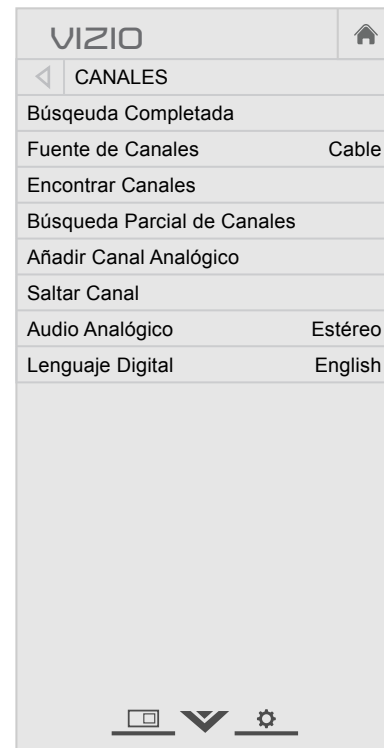 VIZIO
CANALES
Búsqeuda Completada
Fuente de Canales Cable
Encontrar Canales
Búsqueda Parcial de Canales
Añadir Canal Analógico
Saltar Canal
Audio Analógico Estéreo
Lenguaje Digital English